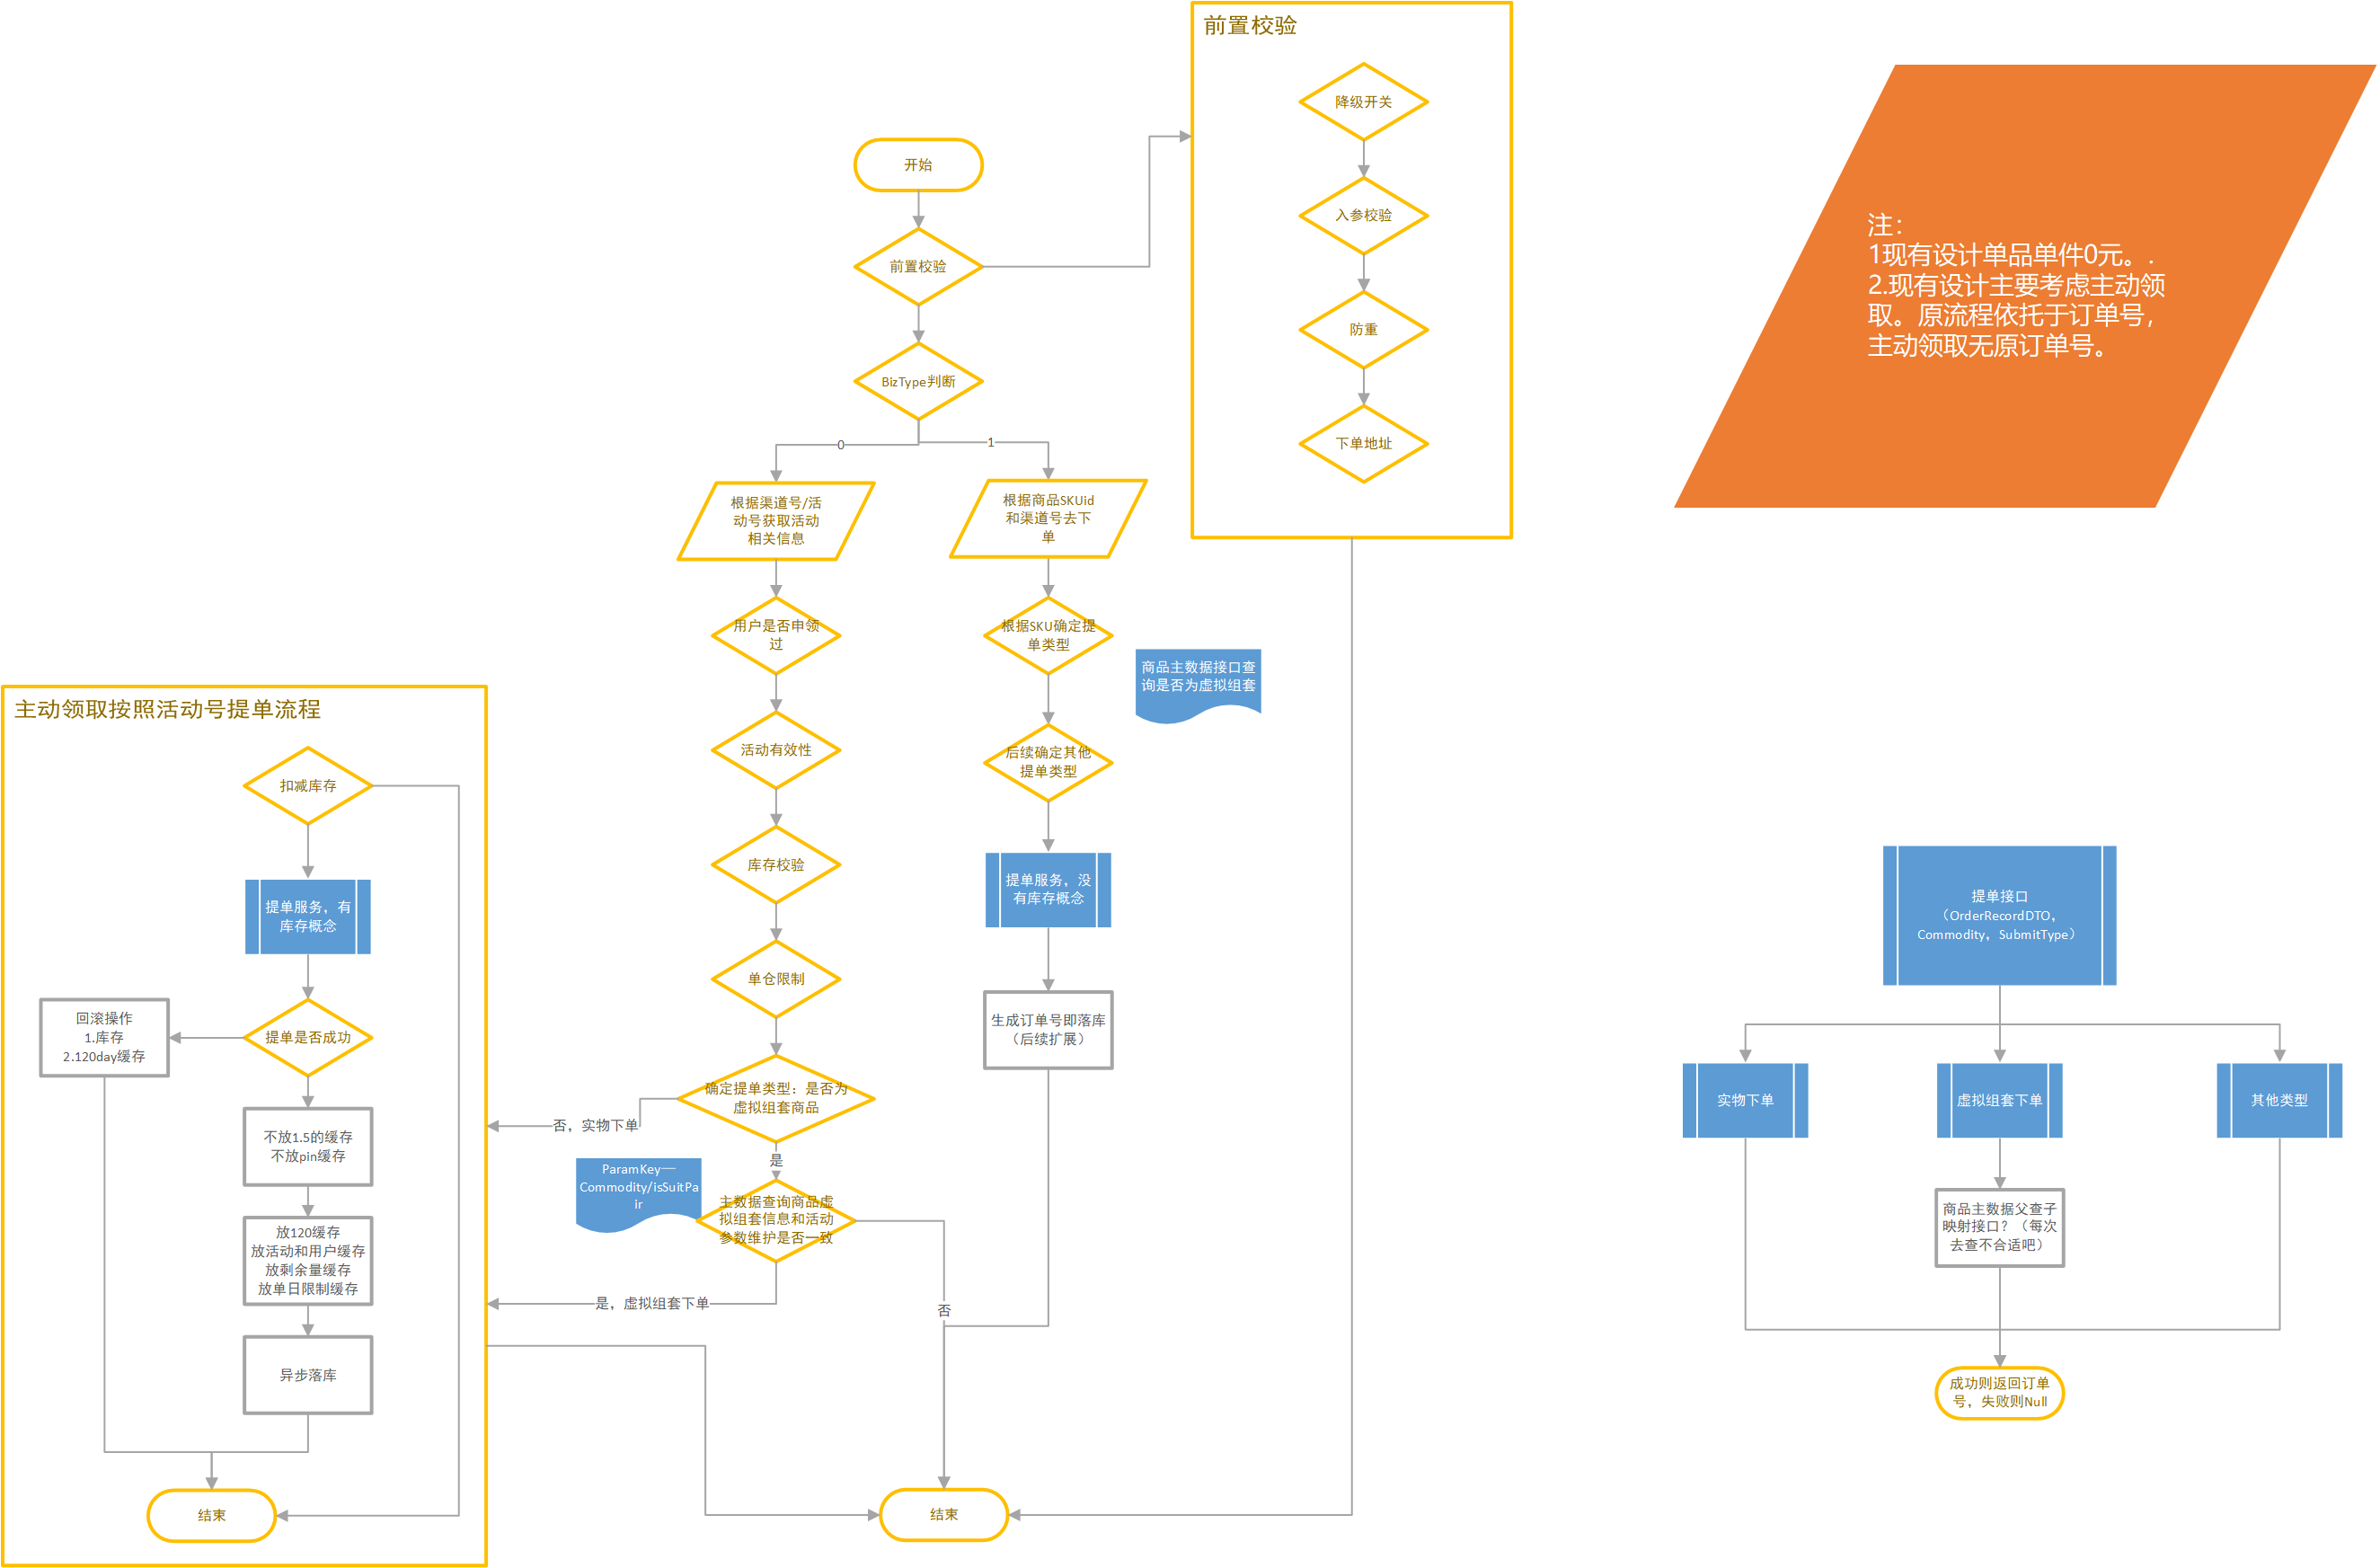 前置校验
降级开关
入参校验
防重
下单地址
注：
1现有设计单品单件0元。.
2.现有设计主要考虑主动领
取。原流程依托于订单号，
主动领取无原订单号。
开始
前置校验
BizType判断
0
1
根据渠道号/活
动号获取活动
相关信息
用户是否申领
过
活动有效性
库存校验
单仓限制
确定提单类型：是否为
虚拟组套商品
否，实物下单
是
ParamKey——
Commodity/isSuitPa
ir
主数据查询商品虚
拟组套信息和活动
参数维护是否一致
是，虚拟组套下单
否
根据商品SKUid
和渠道号去下
单
根据SKU确定提
单类型
商品主数据接口查
询是否为虚拟组套
后续确定其他
提单类型
提单服务，没
有库存概念
生成订单号即落库
（后续扩展）
结束
主动领取按照活动号提单流程
扣减库存
提单服务，有
库存概念
提单是否成功
回滚操作
1.库存
2.120day缓存
不放1.5的缓存
不放pin缓存
放120缓存
放活动和用户缓存
放剩余量缓存
放单日限制缓存
异步落库
结束
提单接口
（OrderRecordDTO，
Commodity，SubmitType）
实物下单
虚拟组套下单
其他类型
商品主数据父查子
映射接口？（每次
去查不合适吧）
成功则返回订单
号，失败则Null